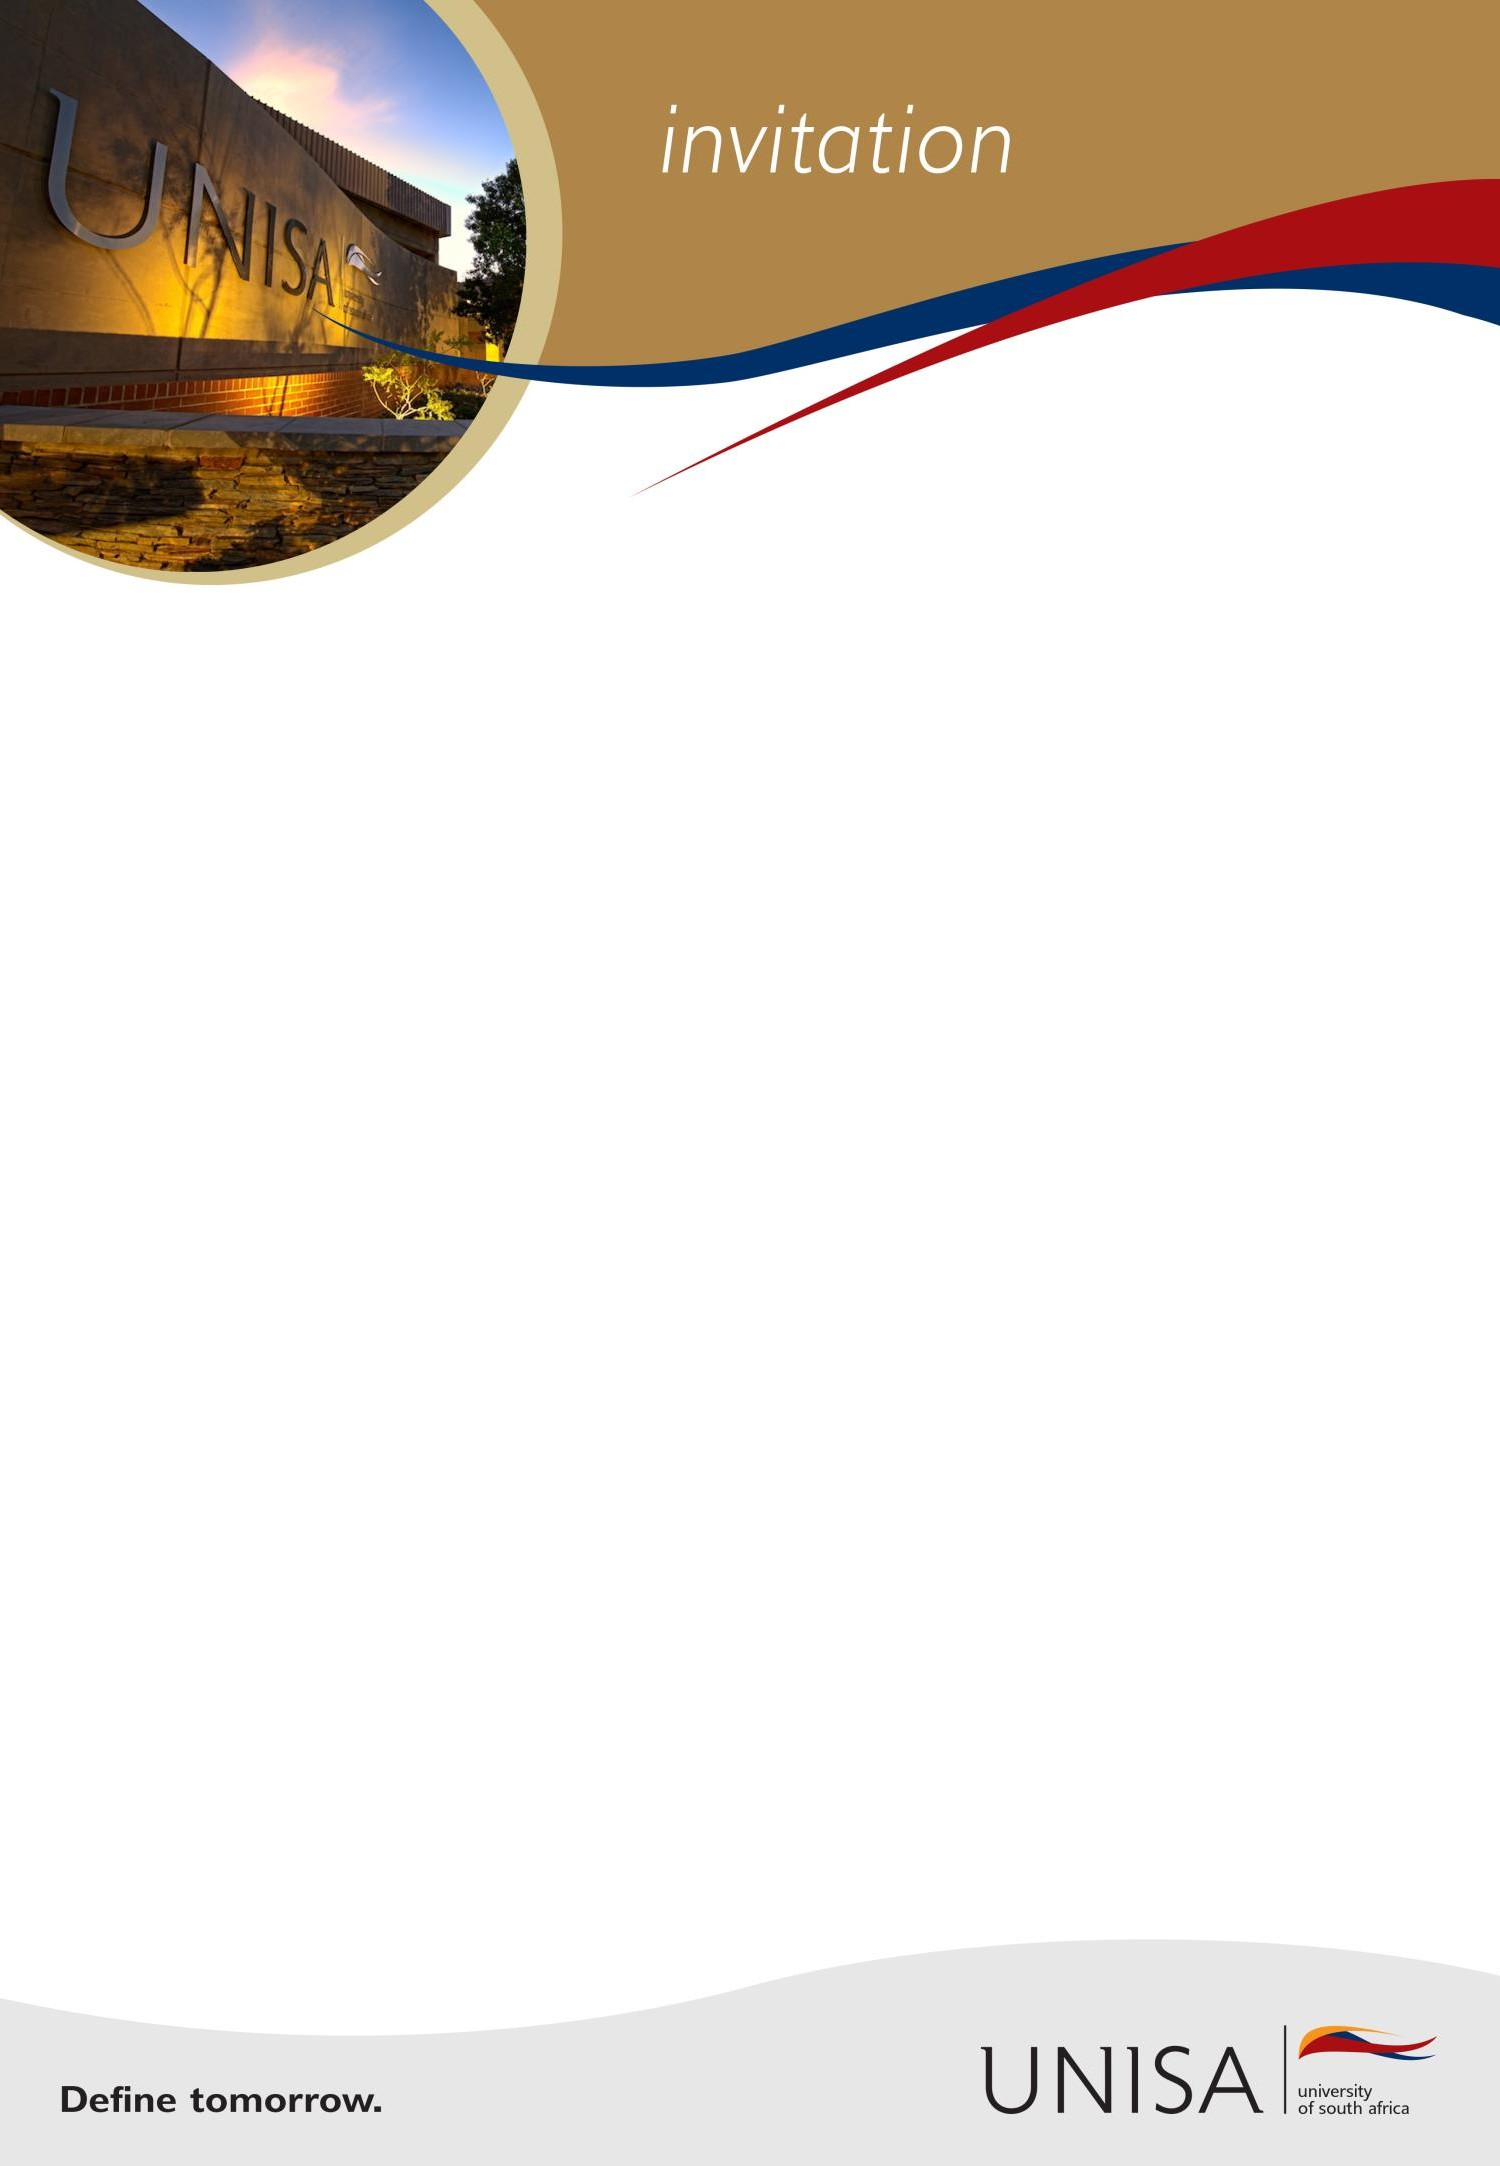 UNISA
invitation
Define tomorrow.
UNISA
university
of south africa